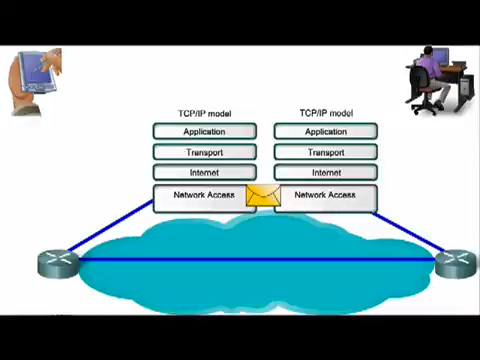 TCP/IP model TCP/IP model
Application Application
Transport Transport
Internet Internet
Network Access Network Access